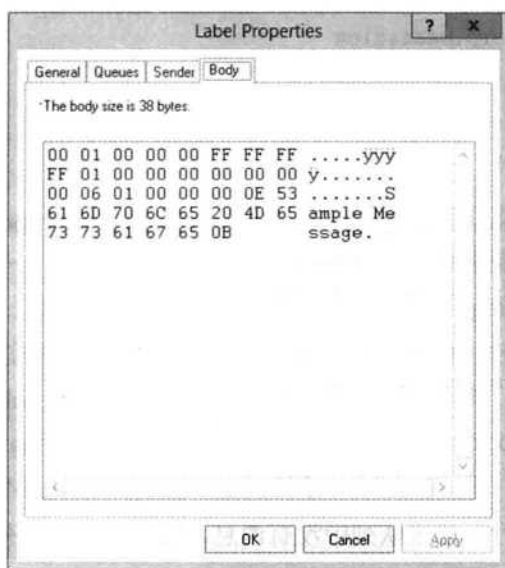 Label Properties
? x
General Queues Sender Body
The body size is 38 bytes.
00 01 00 00 00 FF FF FF .....ÿÿÿ
FF 01 00 00 00 00 00 00 ÿ.......
00 06 01 00 00 00 0E 53 .......S
61 6D 70 6C 65 20 4D 65 ample Me
73 73 61 67 65 0B ssage.
OK Cancel Apply